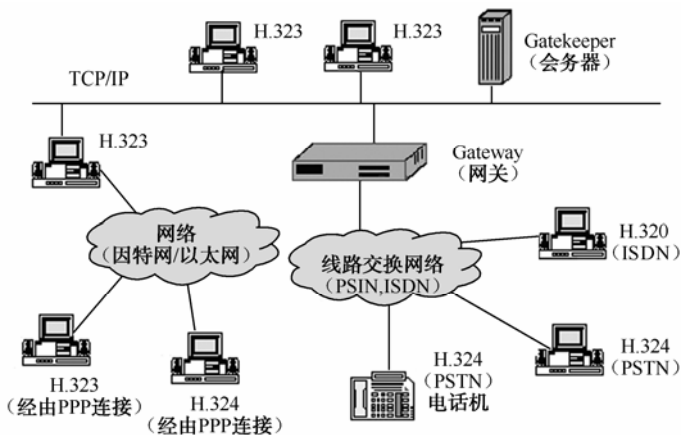 H.323
H.323
Gatekeeper
（会务器）
TCP/IP
H.323
Gateway
（网关）
网络
（因特网/以太网）
线路交换网络
（PSIN,ISDN）
H.320
（ISDN）
H.323
（经由PPP连接）
H.324
（经由PPP连接）
H.324
（PSTN）
电话机
H.324
（PSTN）